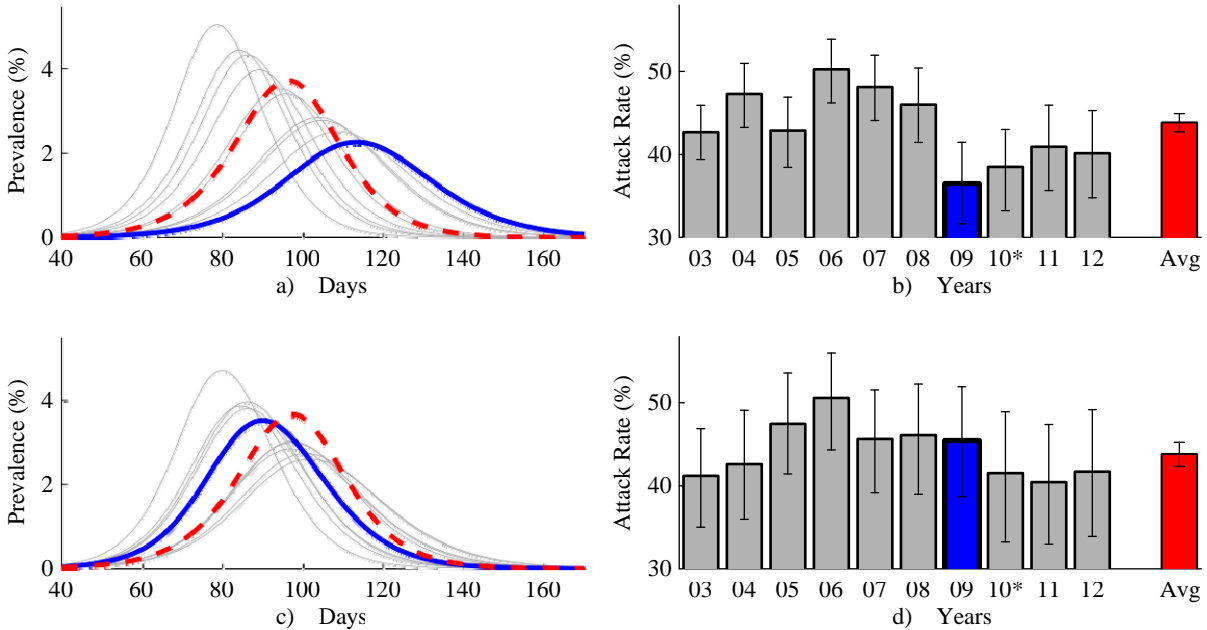 Prevalence (%)
4
2
0
40 60 80 100 120 140 160
a) Days
Attack Rate (%)
50
40
30
03 04 05 06 07 08 09 10* 11 12 Avg
b) Years
Prevalence (%)
4
2
0
40 60 80 100 120 140 160
c) Days
Attack Rate (%)
50
40
30
03 04 05 06 07 08 09 10* 11 12 Avg
d) Years